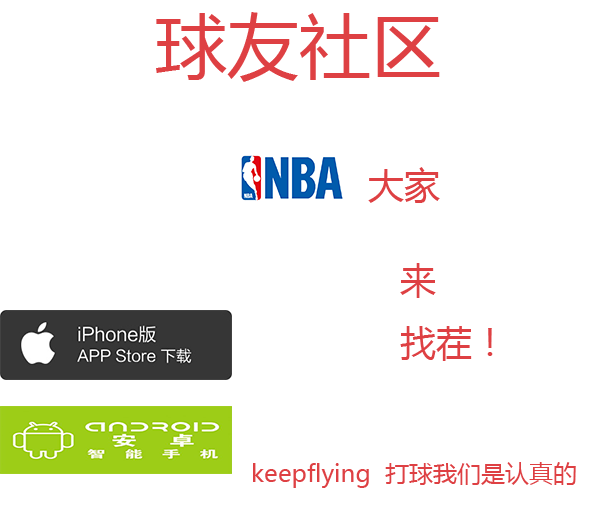 球友社区
NBA 大家
NBA
来
iPhone版
找茬！
APP Store 下载
ANDROID
安卓
智能手机
keepflying 打球我们是认真的